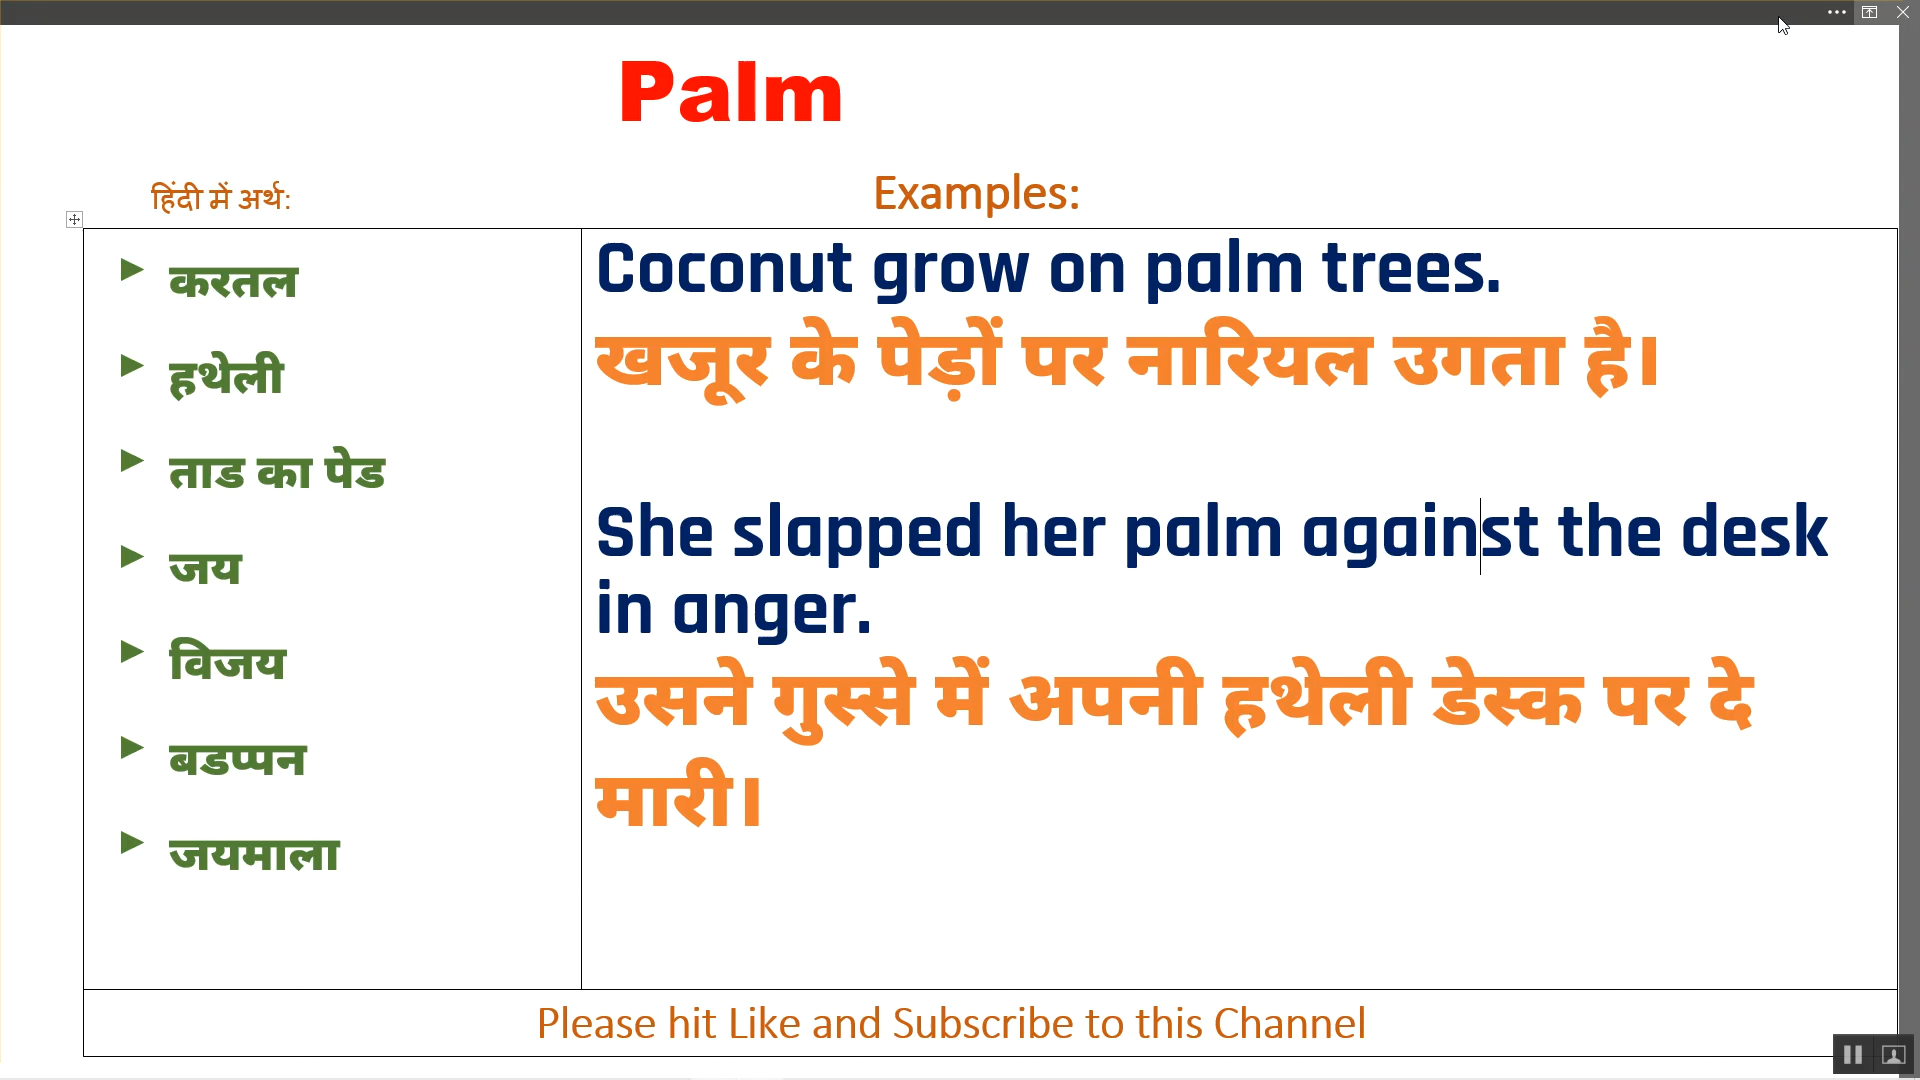 Palm
हिंदी में अर्थ:
Examples:
करतल
हथेली
ताड का पेड
जय
विजय
बडप्पन
जयमाला
Coconut grow on palm trees.
खजूर के पेड़ों पर नारियल उगता है।
She slapped her palm against the desk
in anger.
उसने गुस्से में अपनी हथेली डेस्क पर दे
मारी।
Please hit Like and Subscribe to this Channel